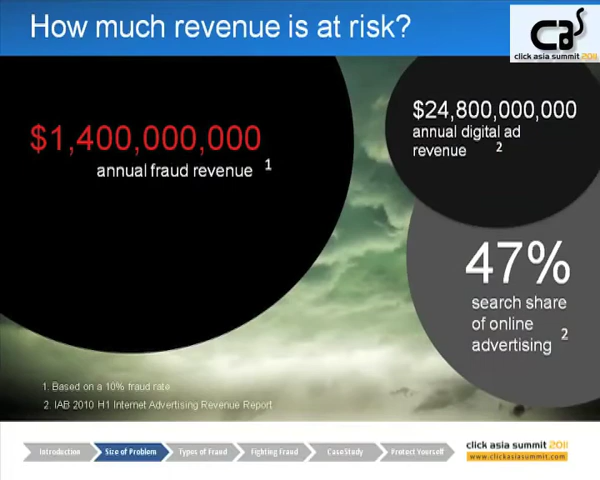 How much revenue is at risk?
cas
click asia summit 2011
$1,400,000,000
annual fraud revenue 1
$24,800,000,000
annual digital ad
revenue 2
47%
search share
of online
advertising 2
1. Based on a 10% fraud rate
2. IAB 2010 H1 Internet Advertising Revenue Report
Introduction
Size of Problem
Types of Fraud
Fighting Fraud
CaseStudy
Protect Yourself
click asia summit 2011
www.clickasiasummit.com